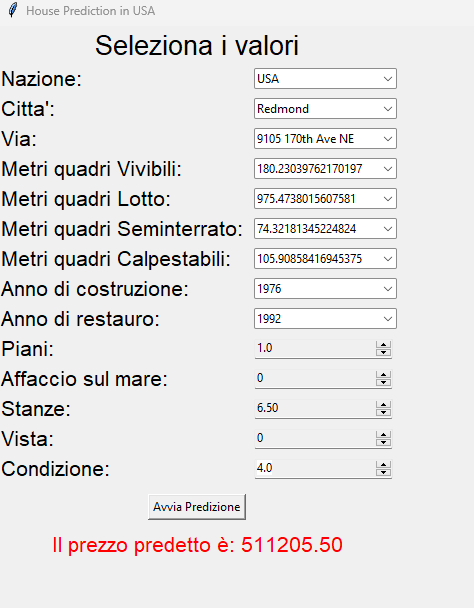 House Prediction in USA
Seleziona i valori
Nazione: USA
Citta': Redmond
Via: 9105 170th Ave NE
Metri quadri Vivibili: 180.23039762170197
Metri quadri Lotto: 975.4738015607581
Metri quadri Seminterrato: 74.32181345224824
Metri quadri Calpestabili: 105.90858416945375
Anno di costruzione: 1976
Anno di restauro: 1992
Piani: 1.0
Affaccio sul mare: 0
Stanze: 6.50
Vista: 0
Condizione: 4.0
Avvia Predizione
Il prezzo predetto è: 511205.50